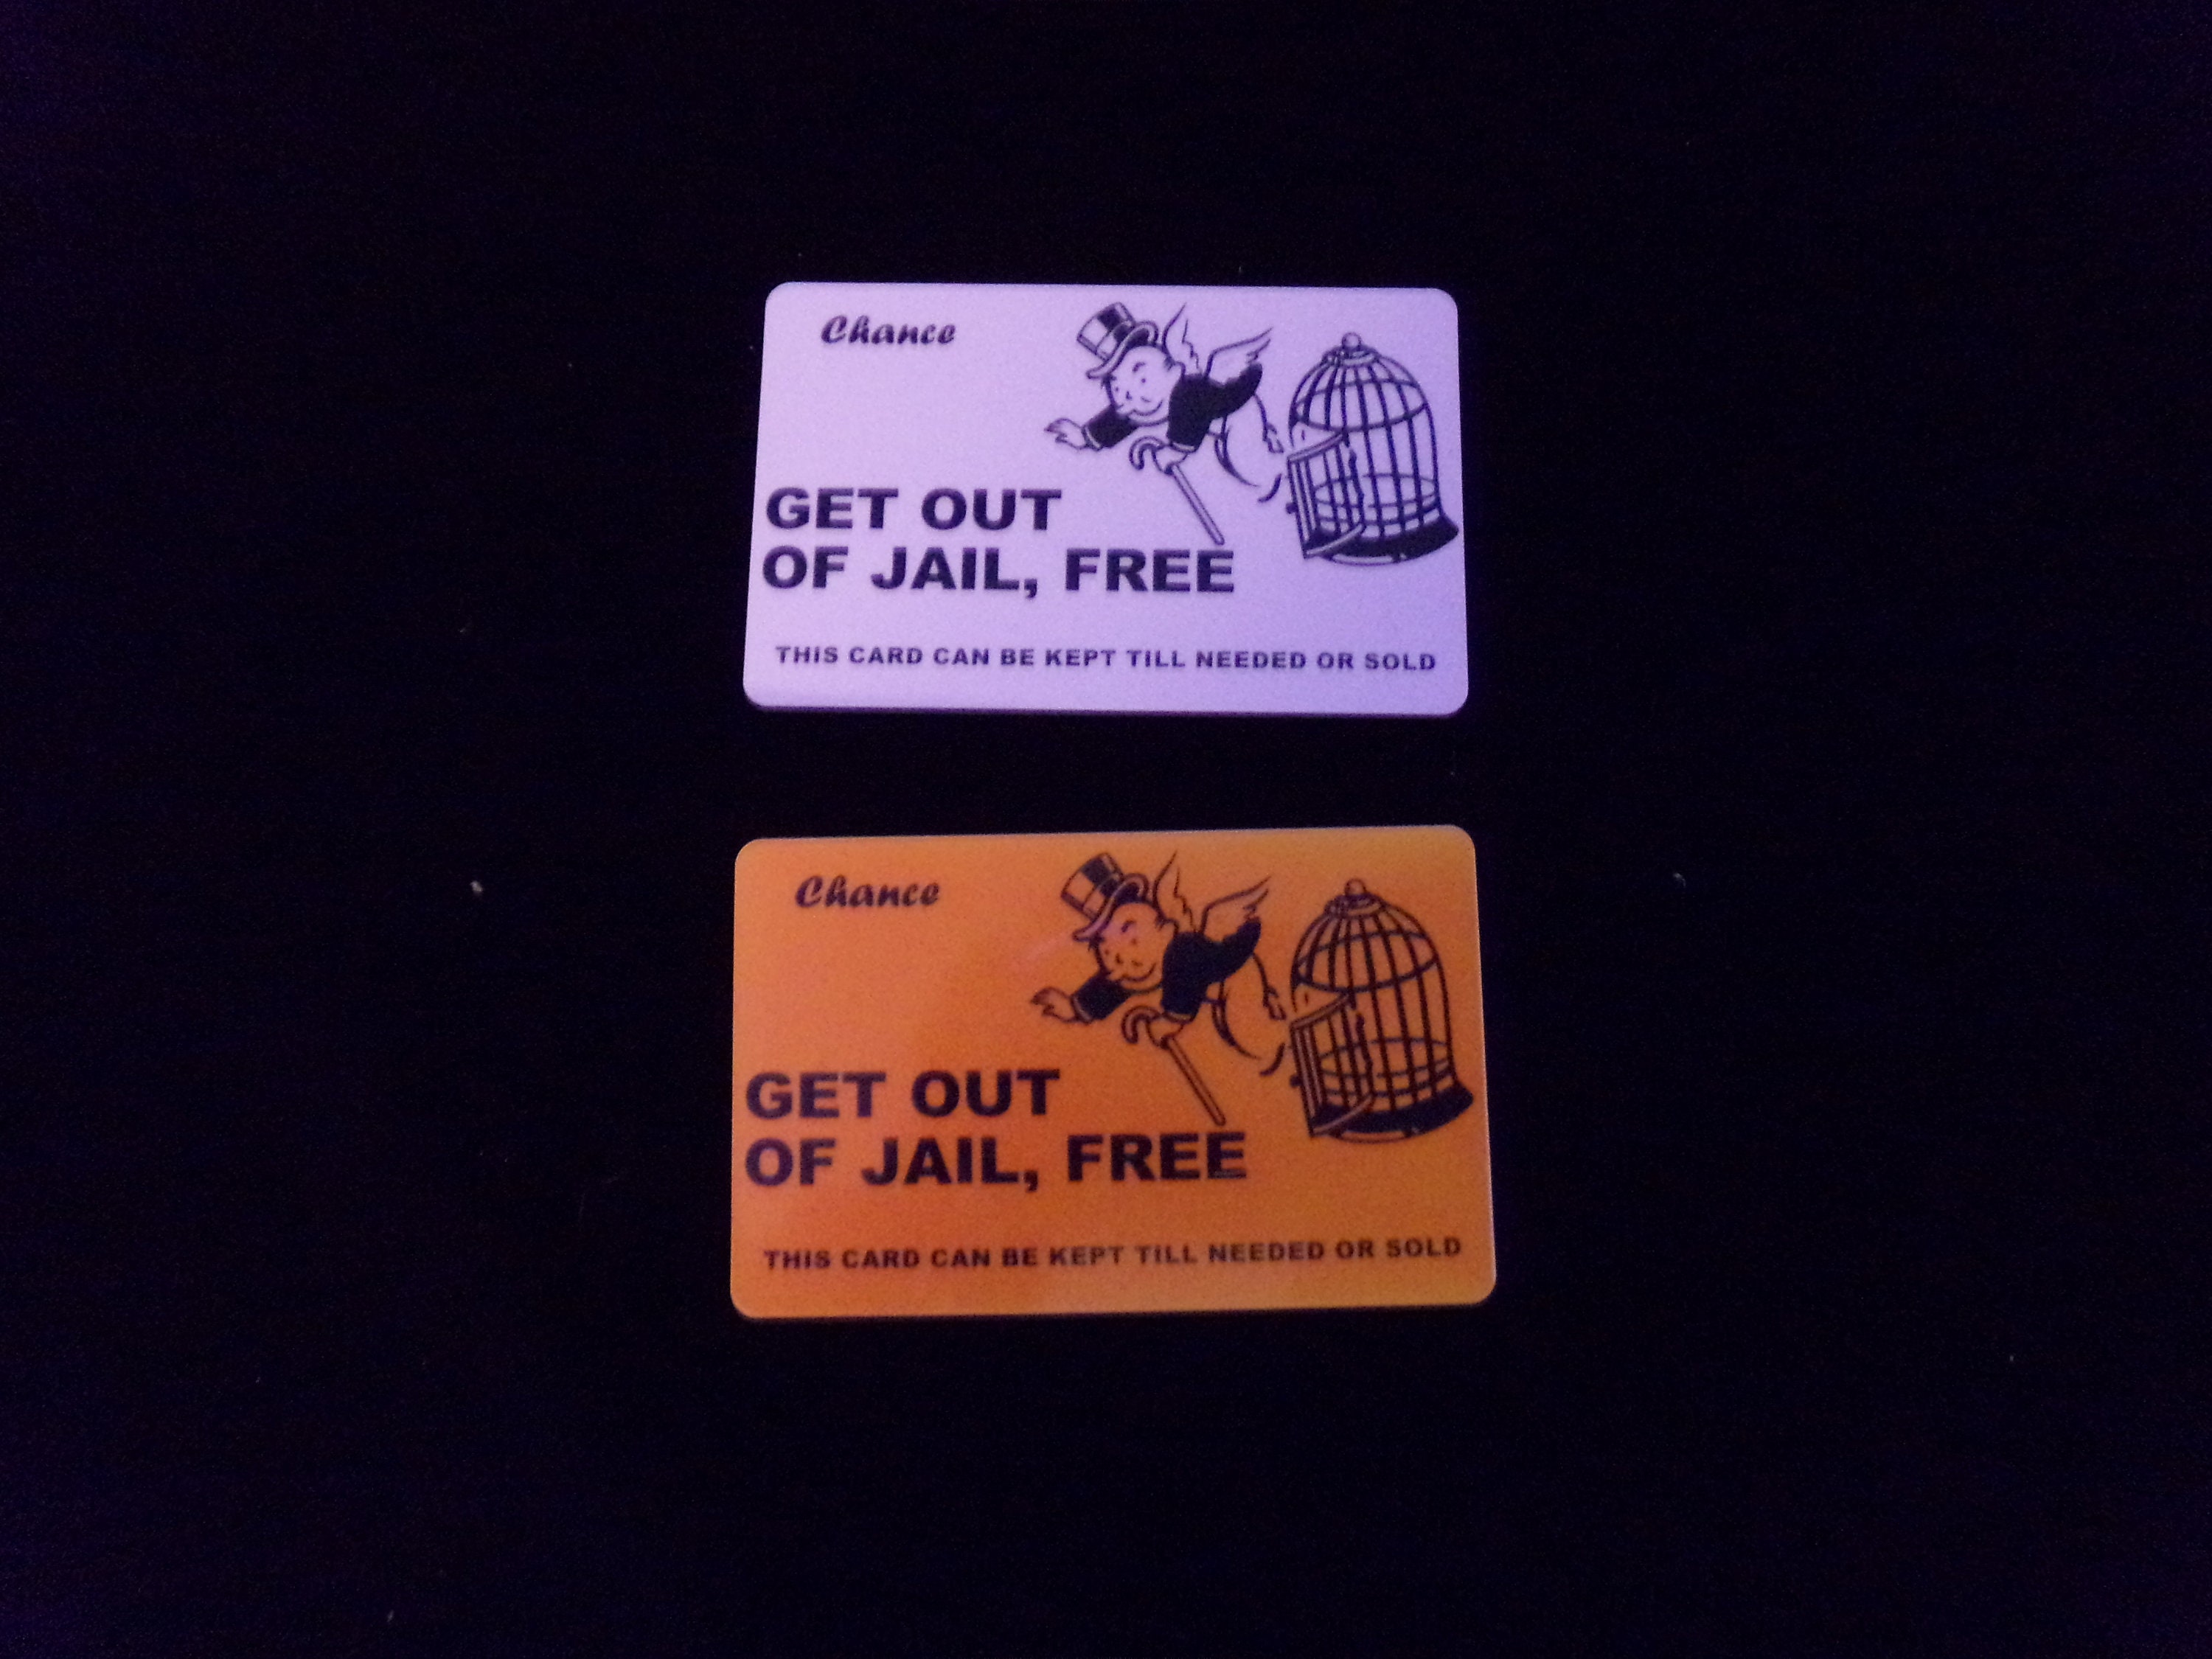 Chance
GET OUT
OF JAIL, FREE
THIS CARD CAN BE KEPT TILL NEEDED OR SOLD
Chance
GET OUT
OF JAIL, FREE
THIS CARD CAN BE KEPT TILL NEEDED OR SOLD